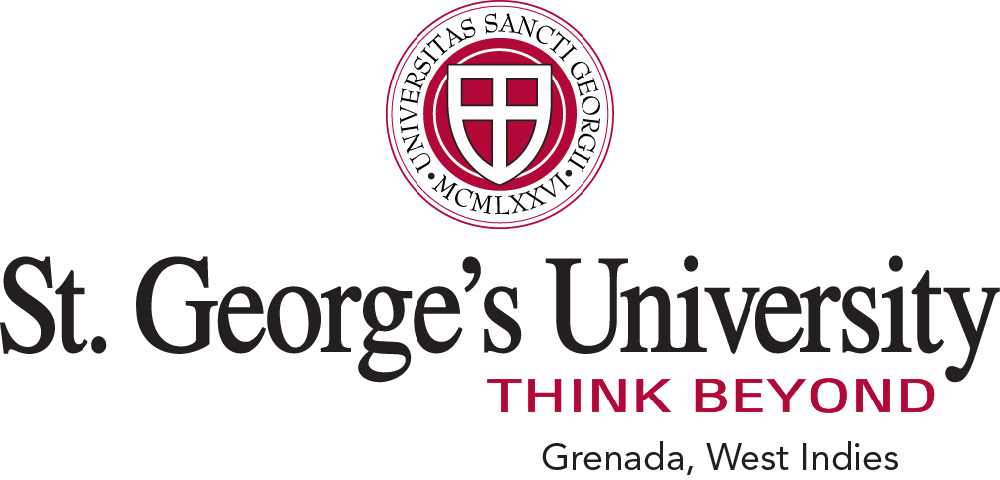 UNIVERSITAS SANCTI GEORGII
• MCMLXXVI •
St. George’s University
THINK BEYOND
Grenada, West Indies